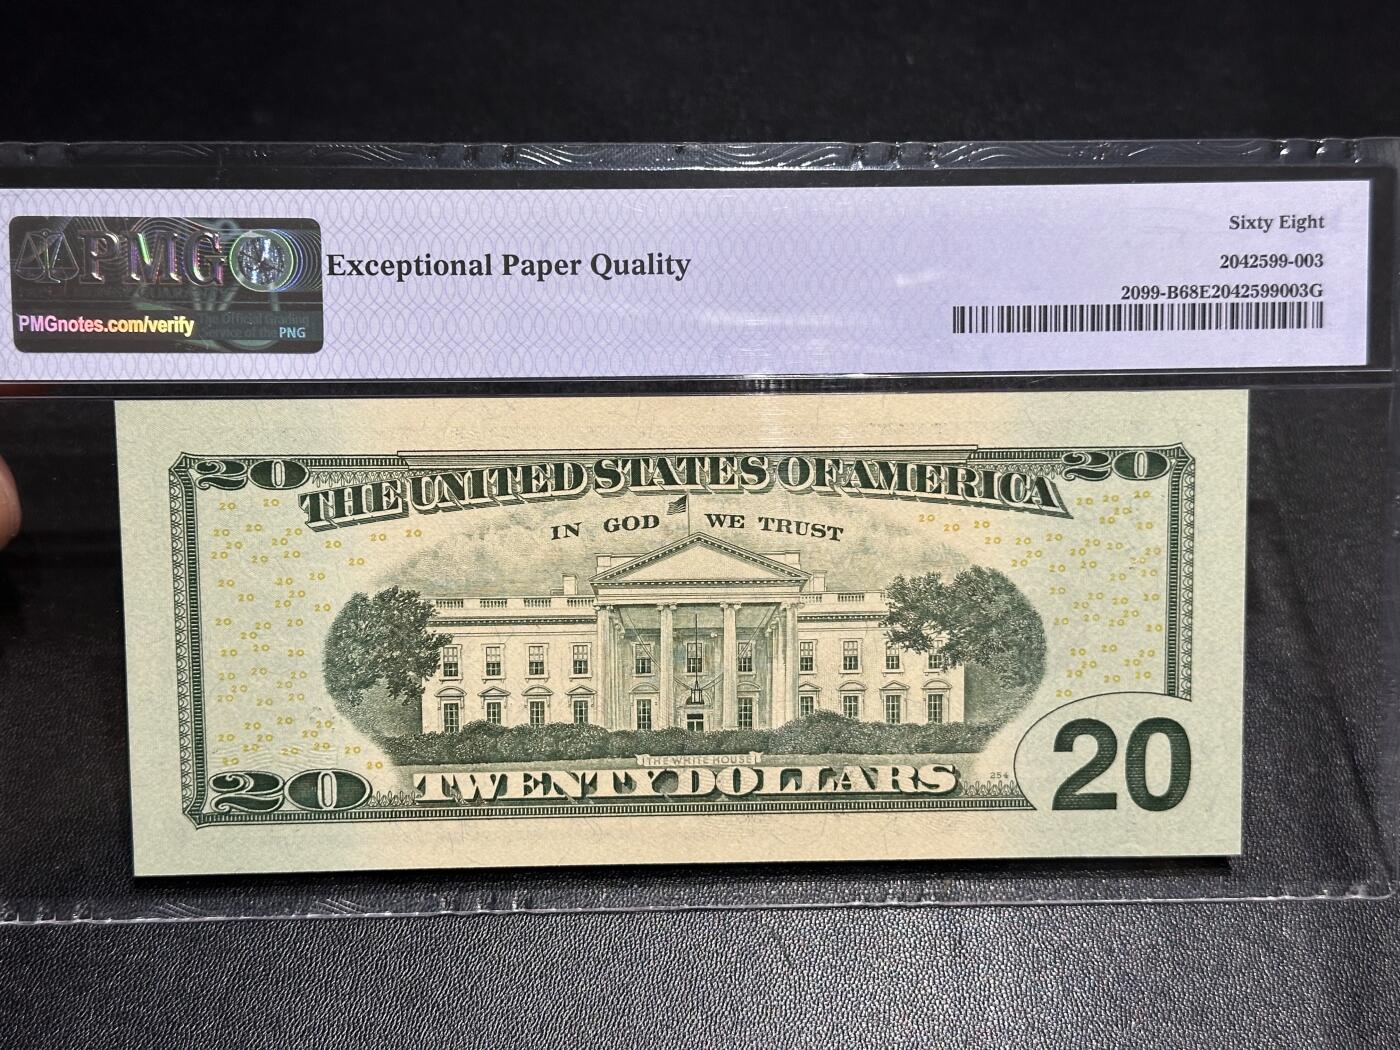 PMG
PMGnotes.com/verify
The Official Grading
Service of the PNG
Exceptional Paper Quality
Sixty Eight
2042599-003
2099-B68E2042599003G
20
20
THE UNITED STATES OF AMERICA
IN GOD WE TRUST
THE WHITE HOUSE
TWENTY DOLLARS
254
20
20